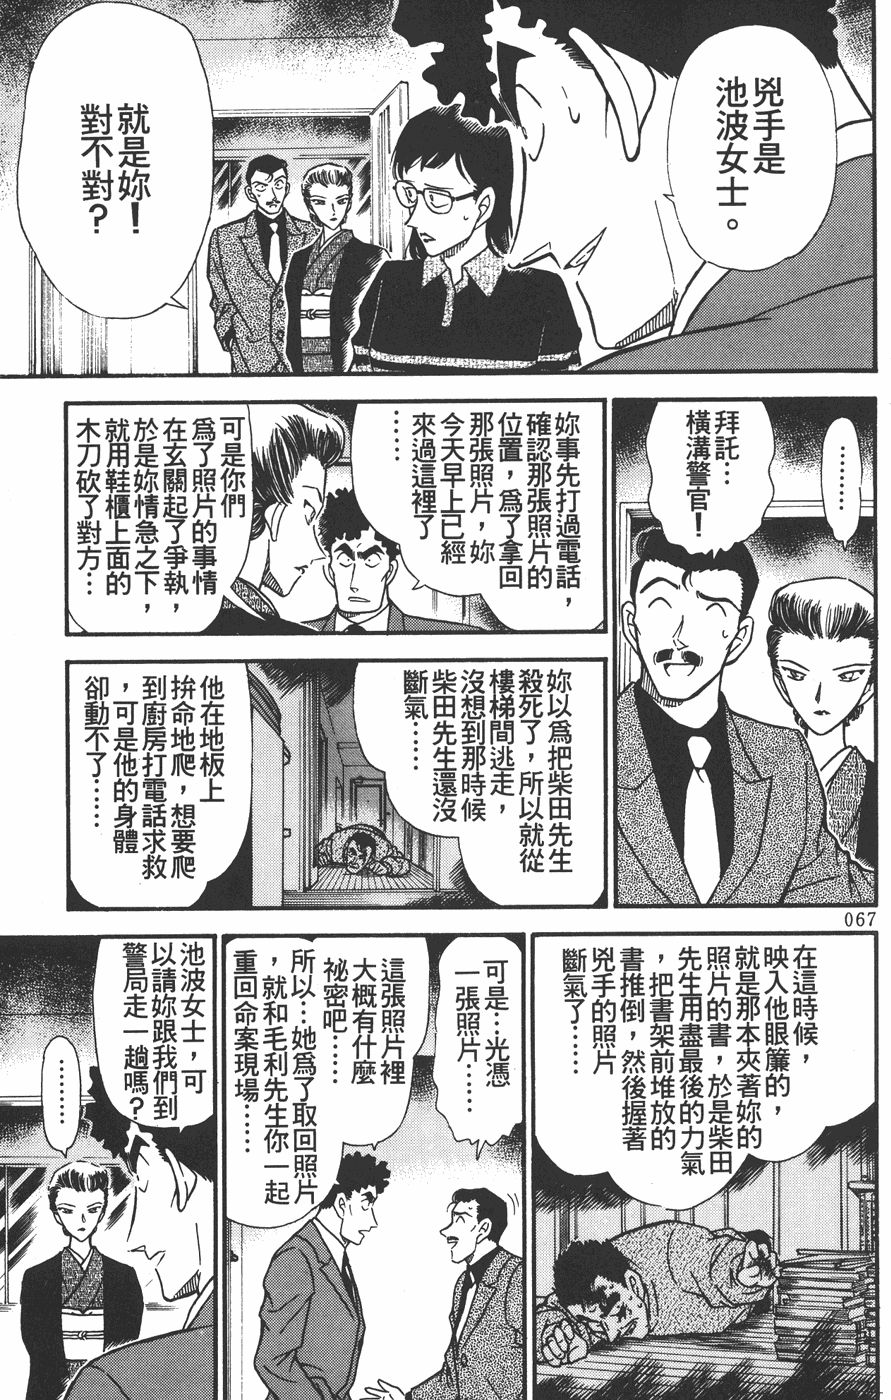 兇手是
池波女士。
就是妳！
對不對？
………
拜託…
橫溝警官！
妳事先打過電話，
確認那張照片的
位置，為了拿回
那張照片，妳
今天早上已經
來過這裡了
……
可是你們
為了照片的事情
在玄關起了爭執，
於是妳情急之下，
就用鞋櫃上面的
木刀砍了對方…
妳以為把柴田先生
殺死了，所以就從
樓梯間逃走，
沒想到那時候
柴田先生還沒
斷氣……
他在地板上
拚命地爬，想要爬
到廚房打電話求救
，可是他的身體
卻動不了……
067
在這時候，
映入他眼簾的，
就是那本夾著妳的
照片的書，於是柴田
先生用盡最後的力氣
，把書架前堆放的
書推倒，然後握著
兇手的照片
斷氣了……
可是…光憑
一張照片……
這張照片裡
大概有什麼
祕密吧……
所以…她為了取回照片
，就和毛利先生你一起
重回命案現場……
池波女士，可
以請妳跟我們到
警局走一趟嗎？
………